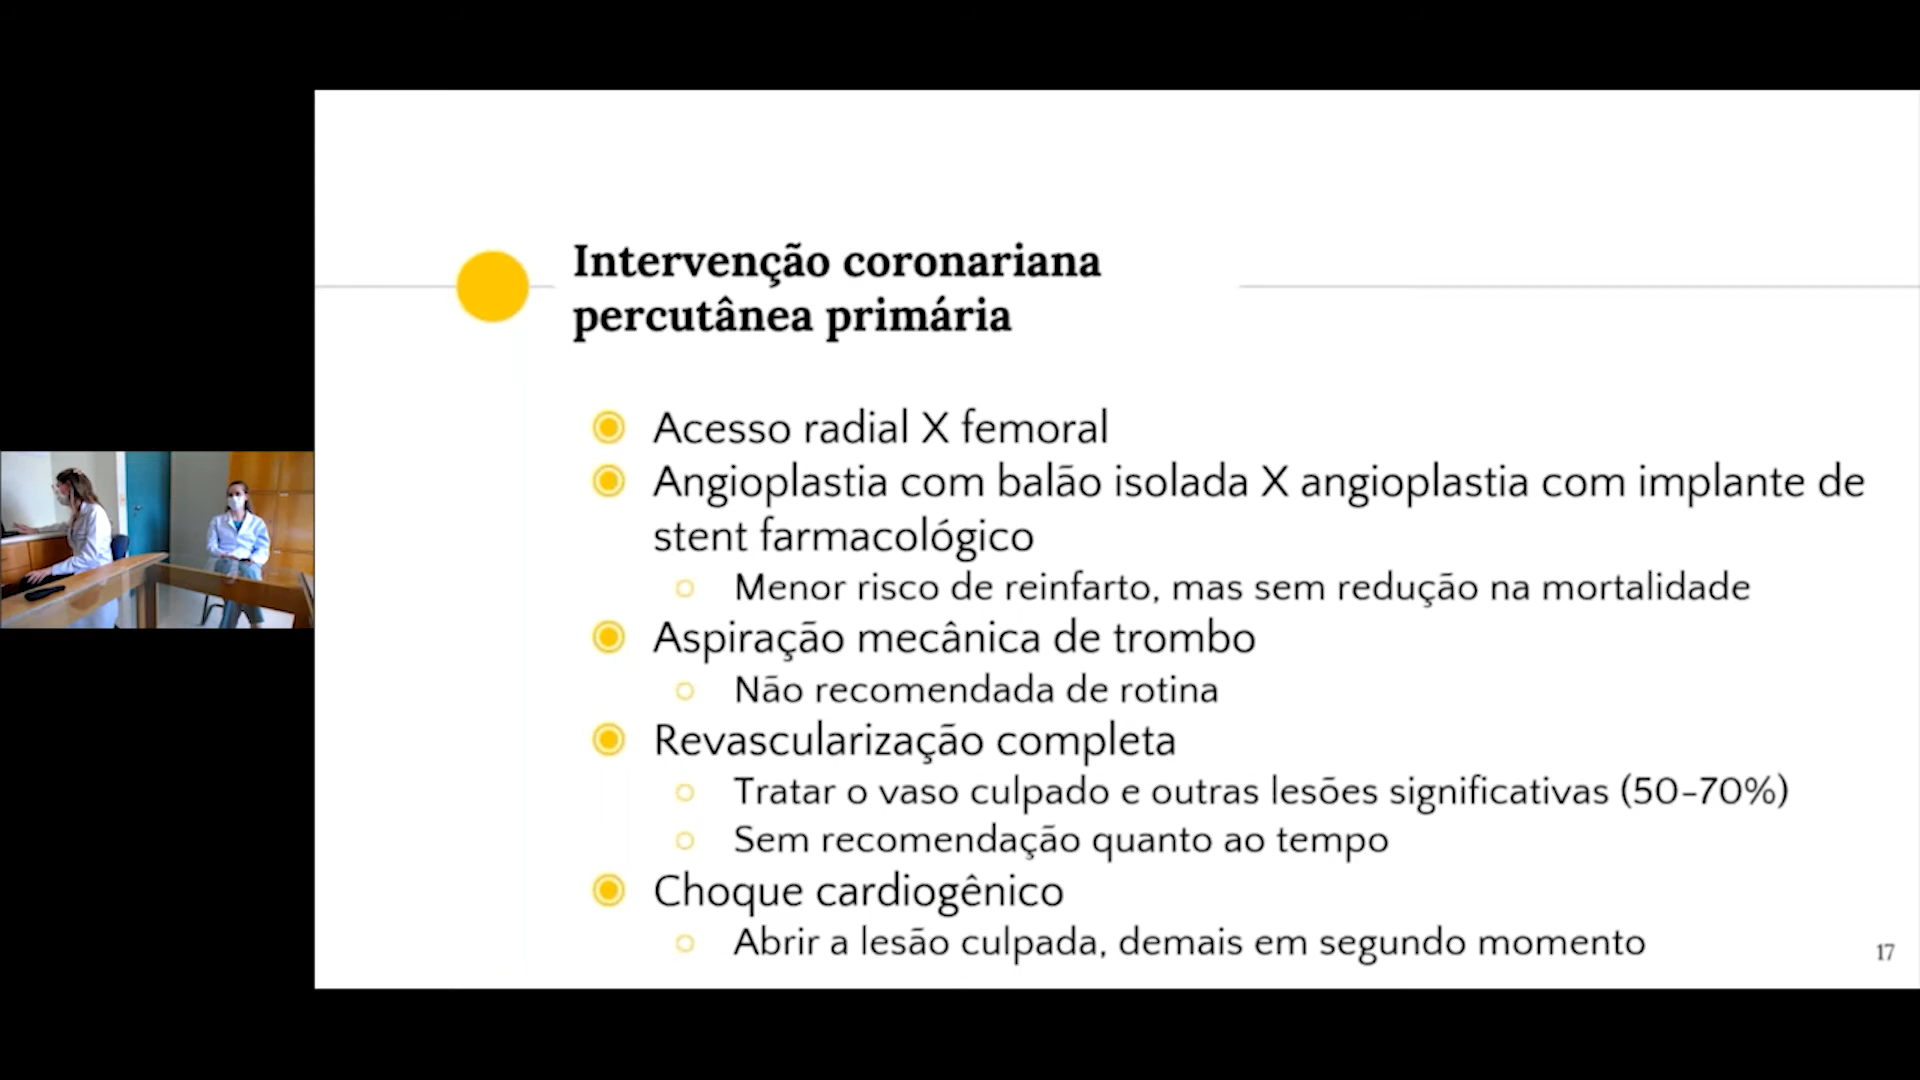 Intervenção coronariana
percutânea primária
Acesso radial X femoral
Angioplastia com balão isolada X angioplastia com implante de
stent farmacológico
Menor risco de reinfarto, mas sem redução na mortalidade
Aspiração mecânica de trombo
Não recomendada de rotina
Revascularização completa
Tratar o vaso culpado e outras lesões significativas (50-70%)
Sem recomendação quanto ao tempo
Choque cardiogênico
Abrir a lesão culpada, demais em segundo momento
17